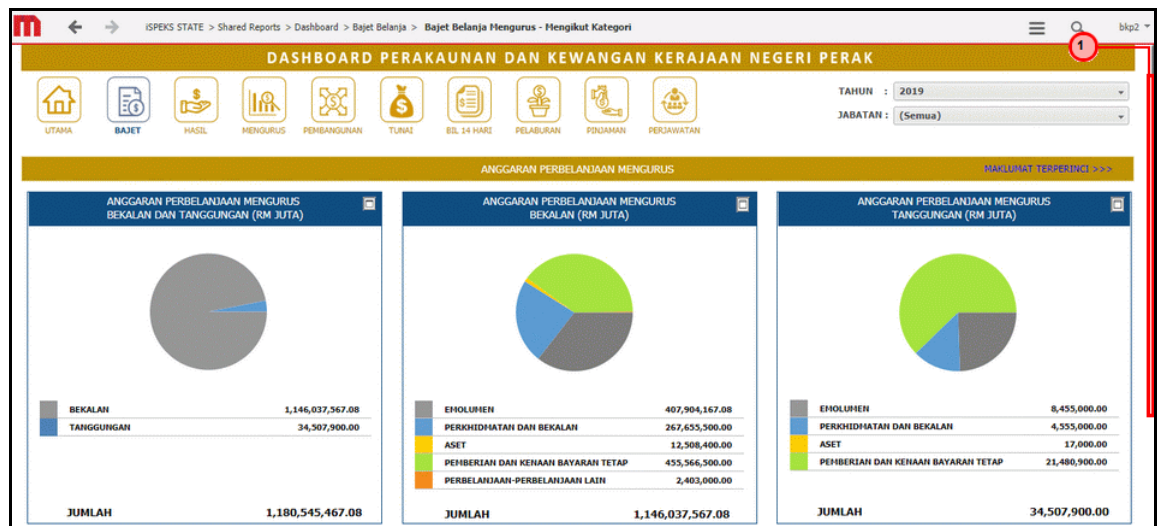 m
iSPEKS STATE > Shared Reports > Dashboard > Bajet Belanja > Bajet Belanja Mengurus - Mengikut Kategori
bkp2
1
DASHBOARD PERAKAUNAN DAN KEWANGAN KERAJAAN NEGERI PERAK
UTAMA BAJET HASIL MENGURUS PEMBANGUNAN TUNAI BIL 14 HARI PELABURAN PINJAMAN PERJAWATAN
TAHUN : 2019
JABATAN : (Semua)
ANGGARAN PERBELANJAAN MENGURUS
MAKLUMAT TERPERINCI >>>
ANGGARAN PERBELANJAAN MENGURUS
BEKALAN DAN TANGGUNGAN (RM JUTA)
BEKALAN 1,146,037,567.08
TANGGUNGAN 34,507,900.00
JUMLAH 1,180,545,467.08
ANGGARAN PERBELANJAAN MENGURUS
BEKALAN (RM JUTA)
EMOLUMEN 407,904,167.08
PERKHIDMATAN DAN BEKALAN 267,655,500.00
ASET 12,508,400.00
PEMBERIAN DAN KENAAN BAYARAN TETAP 455,566,500.00
PERBELANJAAN-PERBELANJAAN LAIN 2,403,000.00
JUMLAH 1,146,037,567.08
ANGGARAN PERBELANJAAN MENGURUS
TANGGUNGAN (RM JUTA)
EMOLUMEN 8,455,000.00
PERKHIDMATAN DAN BEKALAN 4,555,000.00
ASET 17,000.00
PEMBERIAN DAN KENAAN BAYARAN TETAP 21,480,900.00
JUMLAH 34,507,900.00